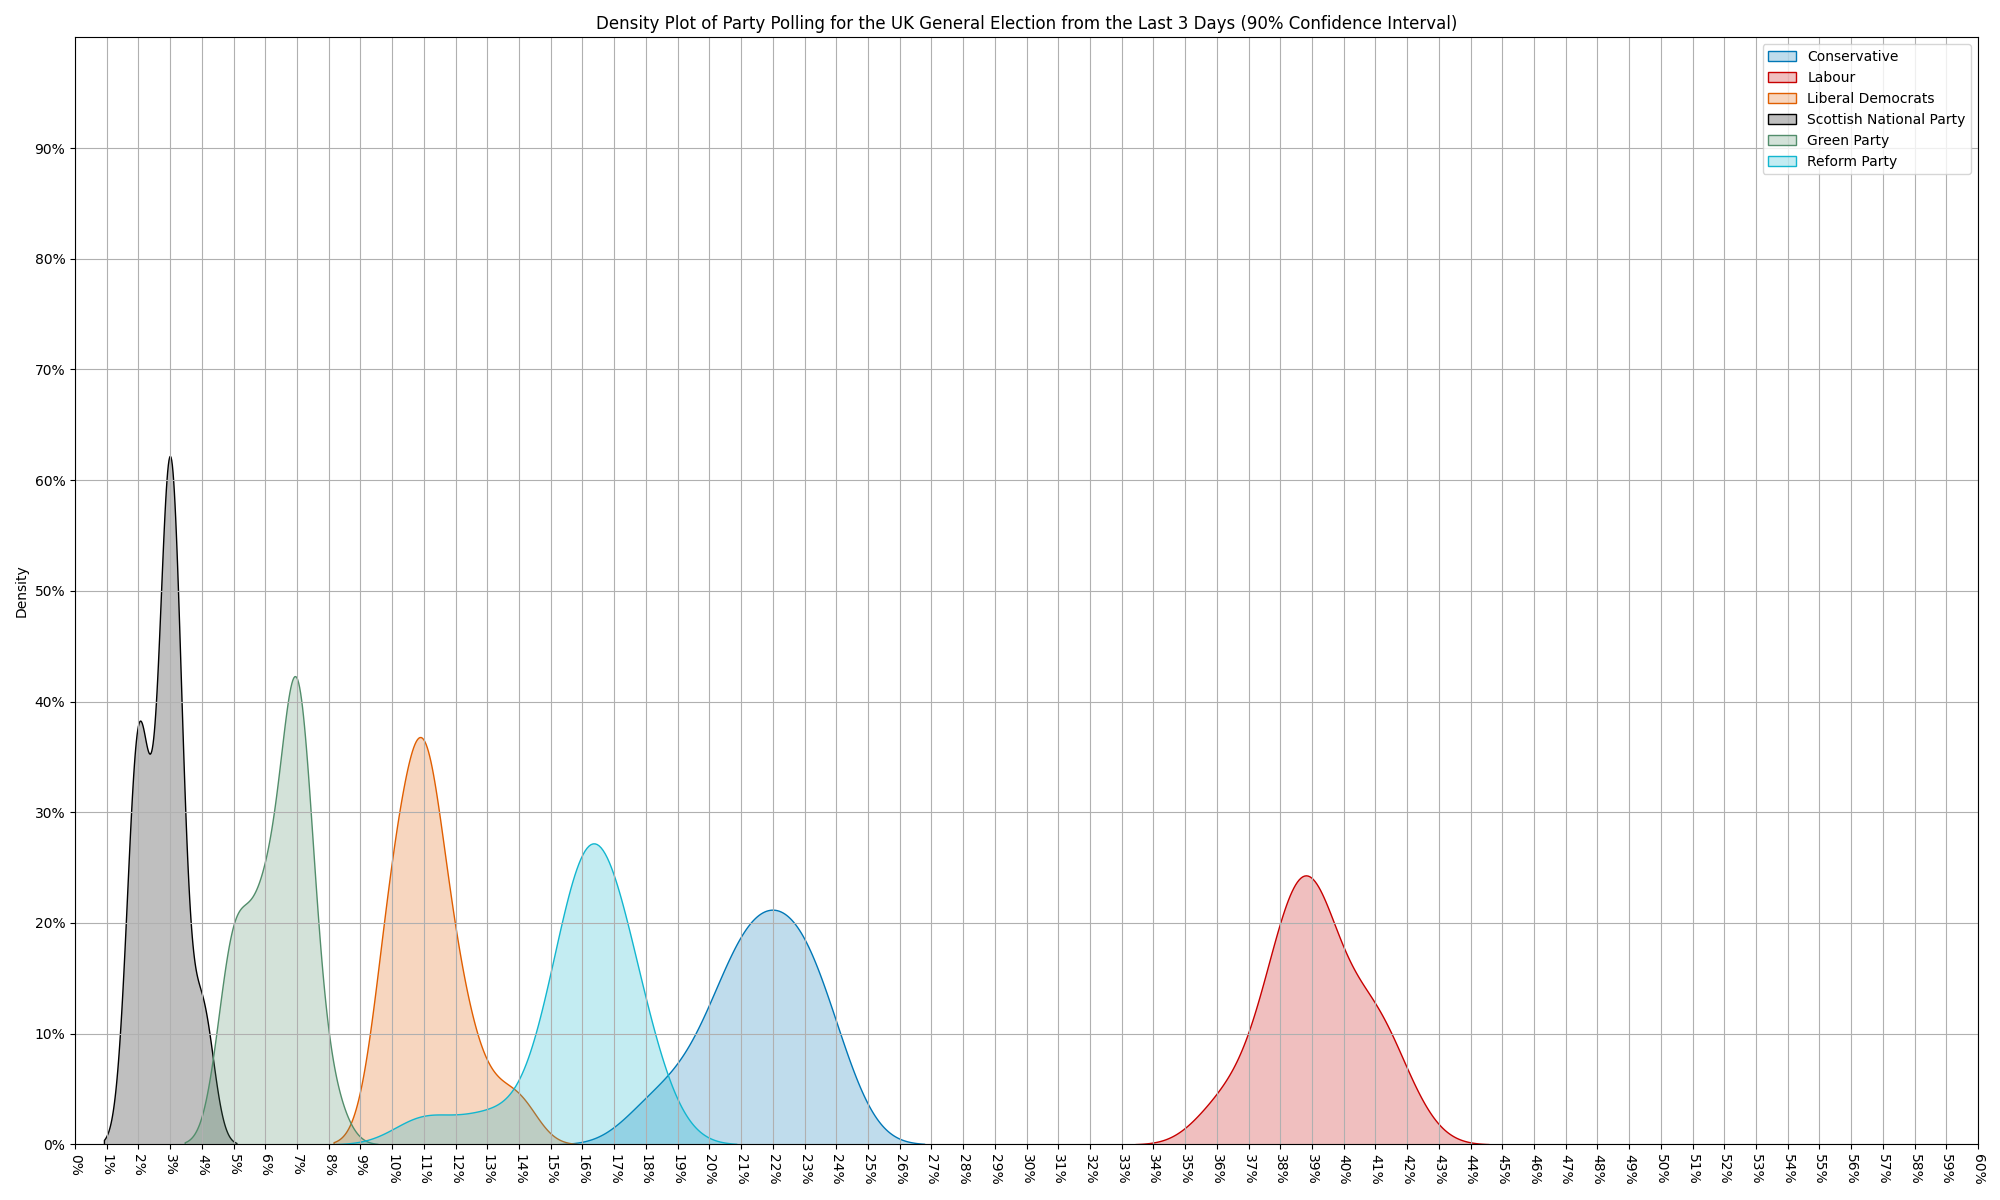 Density Plot of Party Polling for the UK General Election from the Last 3 Days (90% Confidence Interval)
Conservative
Labour
Liberal Democrats
Scottish National Party
Green Party
Reform Party
90%
80%
70%
60%
50%
40%
30%
20%
10%
0%
Density
0% 1% 2% 3% 4% 5% 6% 7% 8% 9% 10% 11% 12% 13% 14% 15% 16% 17% 18% 19% 20% 21% 22% 23% 24% 25% 26% 27% 28% 29% 30% 31% 32% 33% 34% 35% 36% 37% 38% 39% 40% 41% 42% 43% 44% 45% 46% 47% 48% 49% 50% 51% 52% 53% 54% 55% 56% 57% 58% 59% 60%